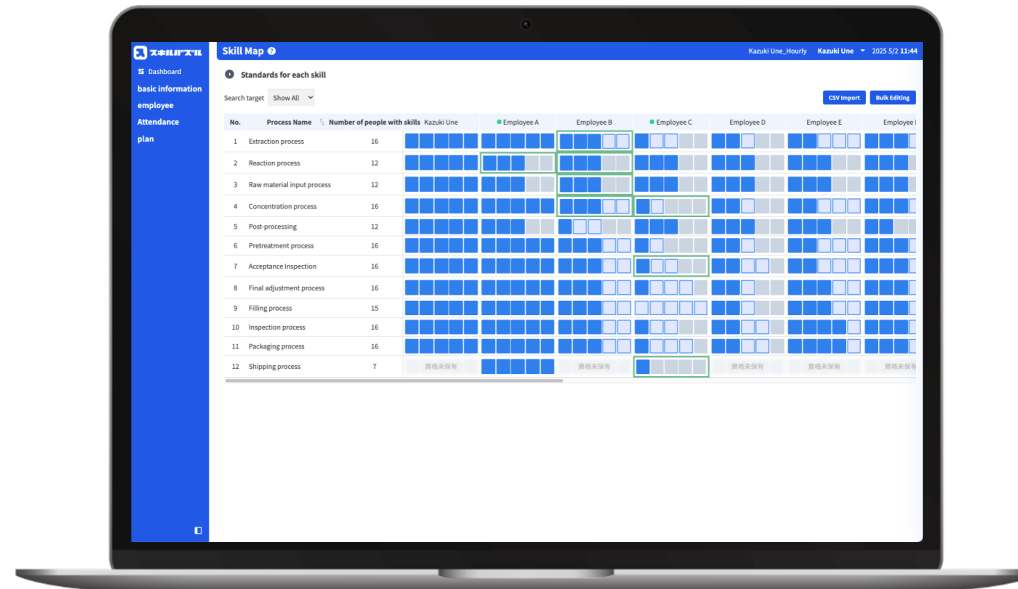 スキルパズル
Skill Map ?
Kazuki Une_Hourly Kazuki Une 2025 5/2 11:44
Dashboard
basic information
employee
Attendance
plan
Standards for each skill
Search target Show All
CSV Import Bulk Editing
No. Process Name Number of people with skills Kazuki Une Employee A Employee B Employee C Employee D Employee E Employee
1 Extraction process 16
2 Reaction process 12
3 Raw material input process 12
4 Concentration process 16
5 Post-processing 12
6 Pretreatment process 16
7 Acceptance Inspection 16
8 Final adjustment process 16
9 Filling process 15
10 Inspection process 16
11 Packaging process 16
12 Shipping process 7 資格未保有 資格未保有 資格未保有 資格未保有 資格未保有